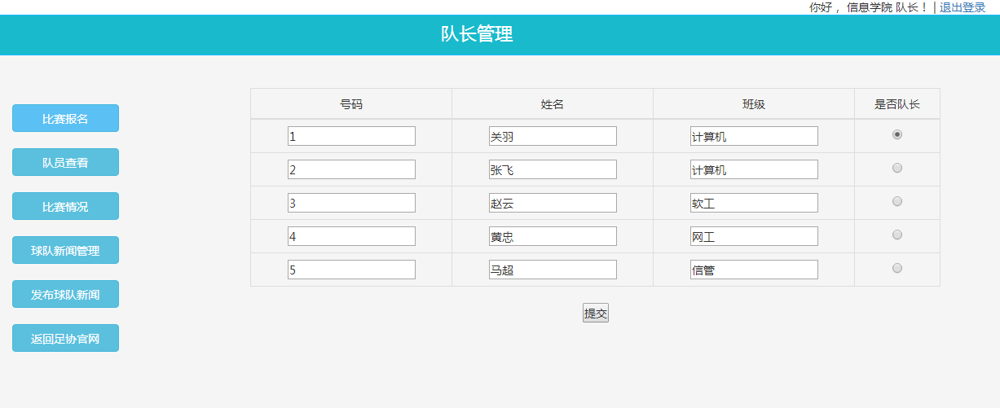 你好 ，信息学院 队长！ | 退出登录
队长管理
比赛报名
队员查看
比赛情况
球队新闻管理
发布球队新闻
返回足协官网
号码 姓名 班级 是否队长
1 关羽 计算机
2 张飞 计算机
3 赵云 软工
4 黄忠 网工
5 马超 信管
提交